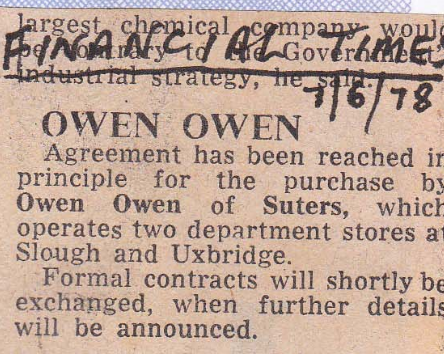 largest chemical company would
be contrary to the Government's
industrial strategy, he said.
FINANCIAL TIMES
7/6/78
OWEN OWEN
Agreement has been reached in
principle for the purchase by
Owen Owen of Suters, which
operates two department stores at
Slough and Uxbridge.
Formal contracts will shortly be
exchanged, when further details
will be announced.